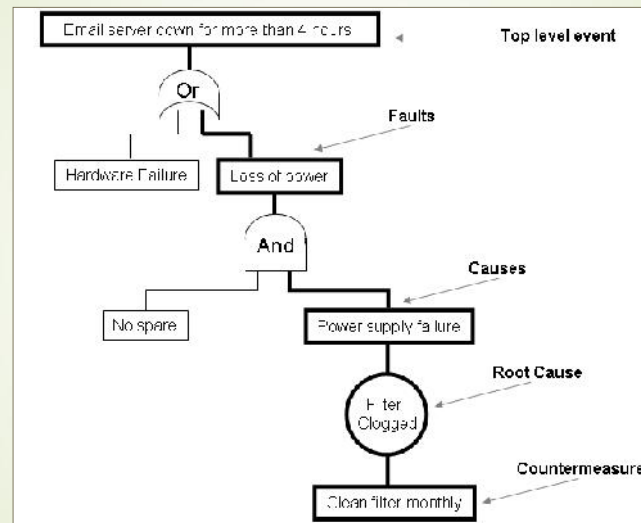 Email server down for more than 4 hours
Top level event
Or
Faults
Hardware Failure
Loss of power
And
Causes
No spare
Power supply failure
Root Cause
Filter
Clogged
Countermeasure
Clean filter monthly